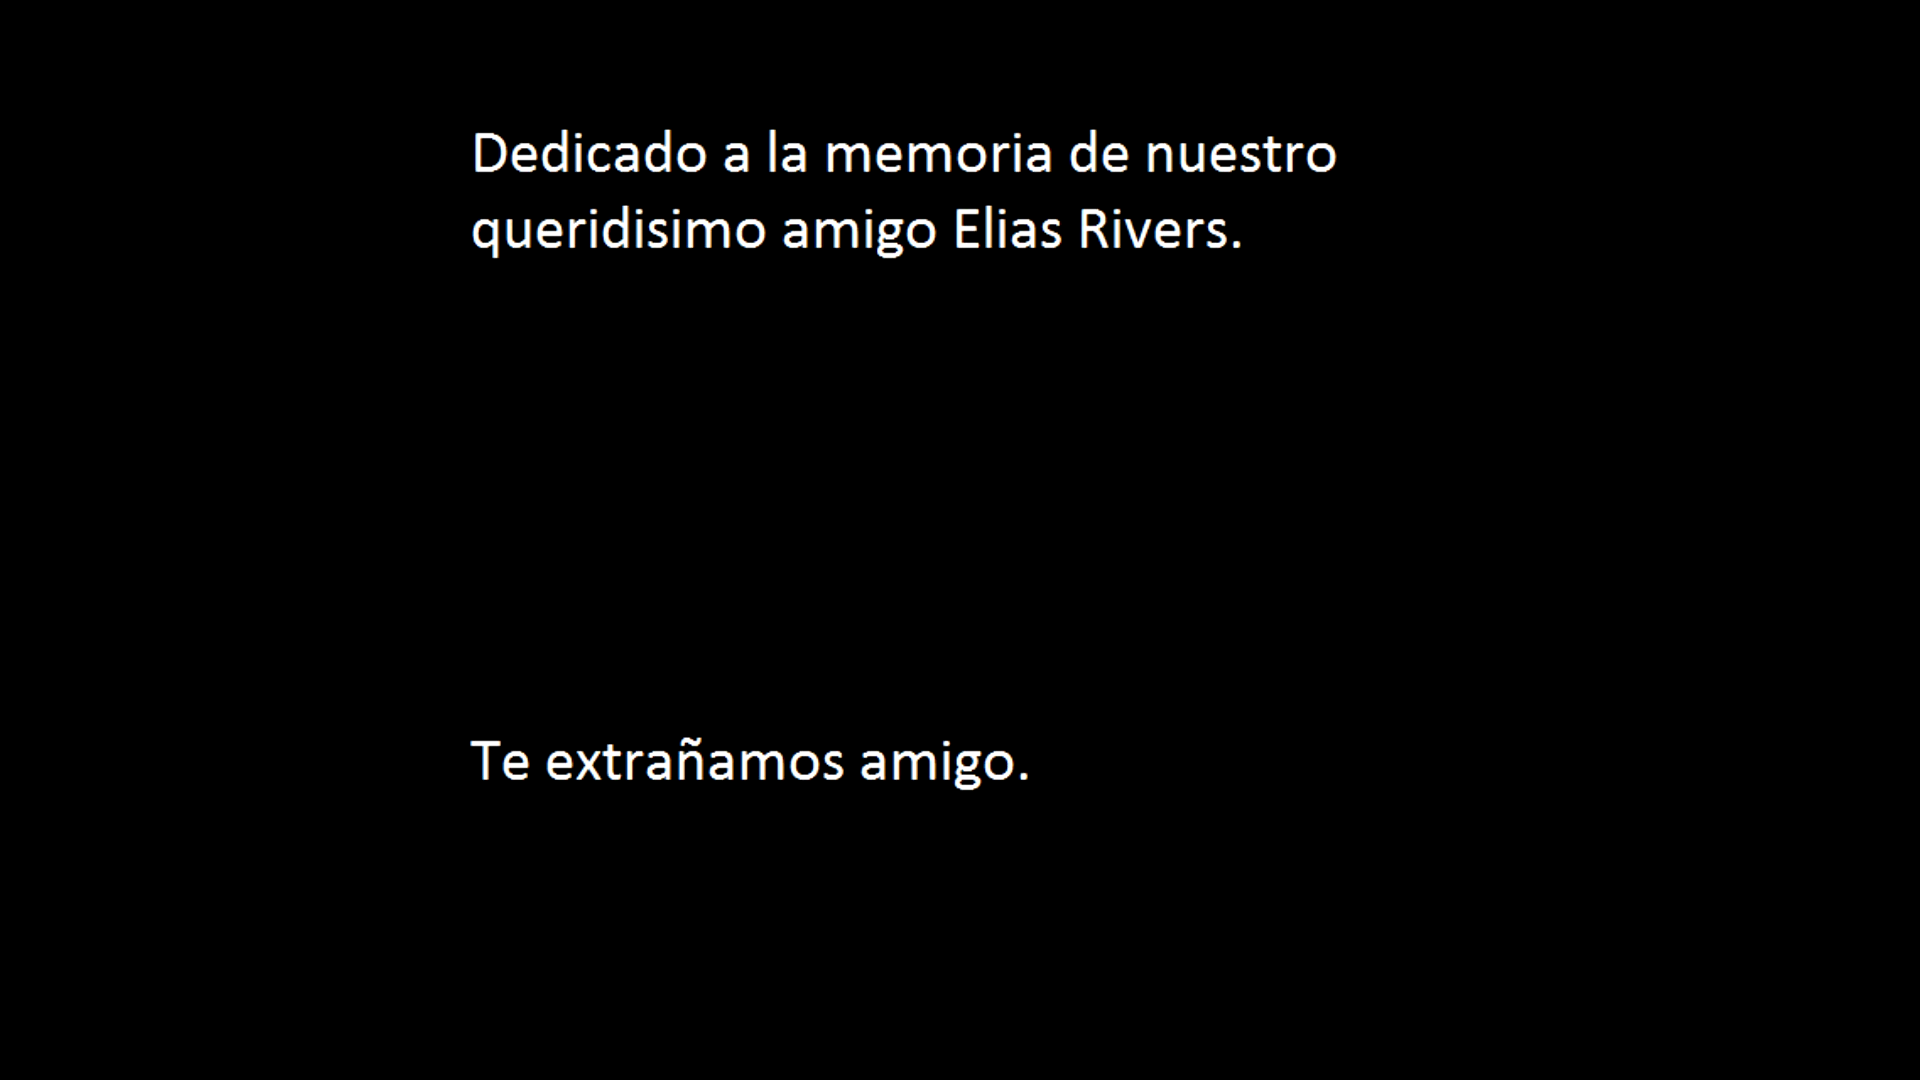 Dedicado a la memoria de nuestro
queridisimo amigo Elias Rivers.
Te extrañamos amigo.